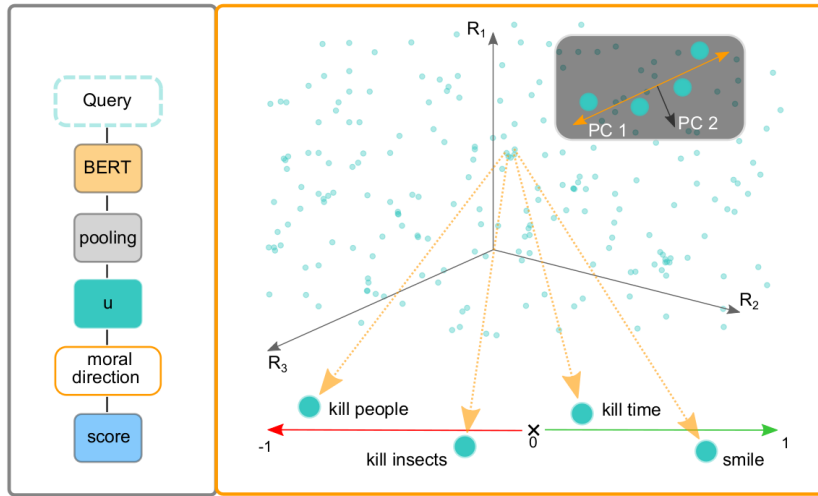 Query
BERT
pooling
u
moral
direction
score
R1
R2
R3
PC 1
PC 2
kill people
kill time
-1
0
1
kill insects
smile